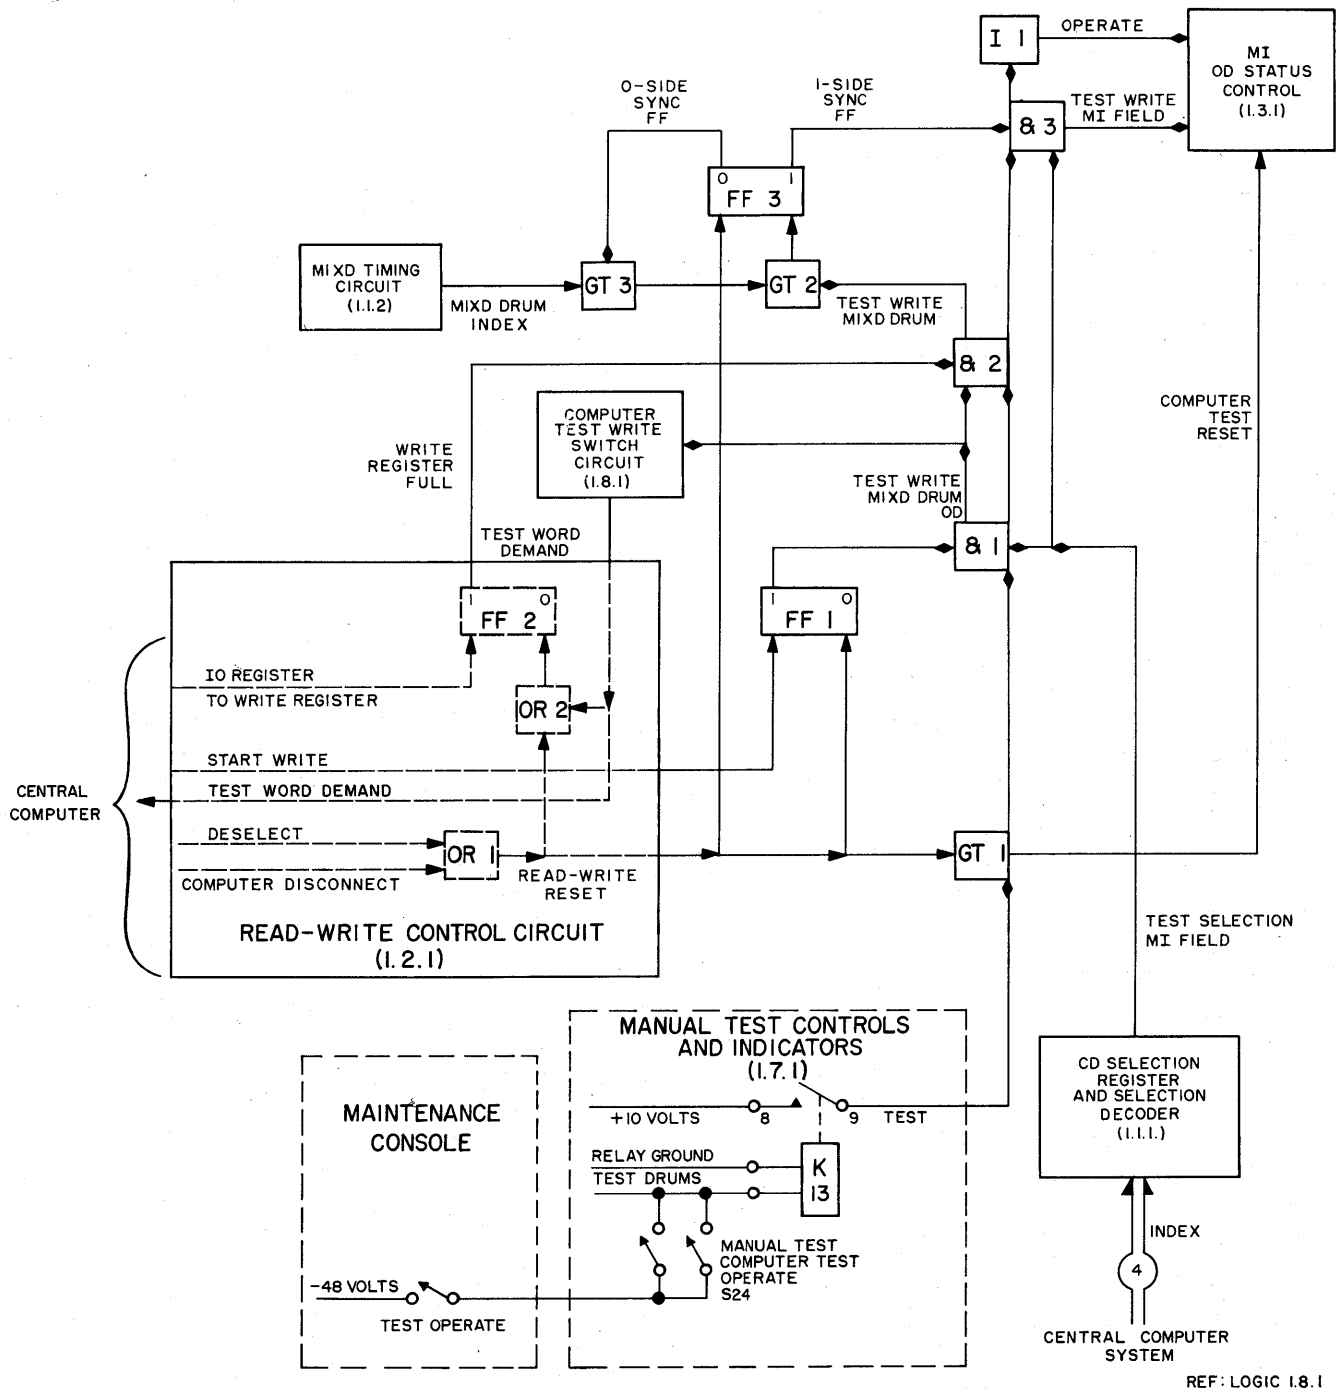 I 1
OPERATE
MI
OD STATUS
CONTROL
(1.3.1)
O-SIDE
SYNC
FF
1-SIDE
SYNC
FF
& 3
TEST WRITE
MI FIELD
0 1
FF 3
MIXD TIMING
CIRCUIT
(1.1.2)
MIXD DRUM
INDEX
GT 3
GT 2
TEST WRITE
MIXD DRUM
& 2
COMPUTER
TEST WRITE
SWITCH
CIRCUIT
(1.8.1)
COMPUTER
TEST
RESET
WRITE
REGISTER
FULL
TEST WRITE
MIXD DRUM
OD
TEST WORD
DEMAND
& 1
1 0
FF 2
1 0
FF 1
IO REGISTER
TO WRITE REGISTER
OR 2
START WRITE
TEST WORD DEMAND
CENTRAL
COMPUTER
DESELECT
OR 1
COMPUTER DISCONNECT
READ-WRITE
RESET
GT 1
READ-WRITE CONTROL CIRCUIT
(1.2.1)
TEST SELECTION
MI FIELD
MANUAL TEST CONTROLS
AND INDICATORS
(1.7.1)
+10 VOLTS
8
9
TEST
RELAY GROUND
TEST DRUMS
K
13
MANUAL TEST
COMPUTER TEST
OPERATE
S24
MAINTENANCE
CONSOLE
-48 VOLTS
TEST OPERATE
CD SELECTION
REGISTER
AND SELECTION
DECODER
(1.1.1.)
INDEX
4
CENTRAL COMPUTER
SYSTEM
REF: LOGIC 1.8.1